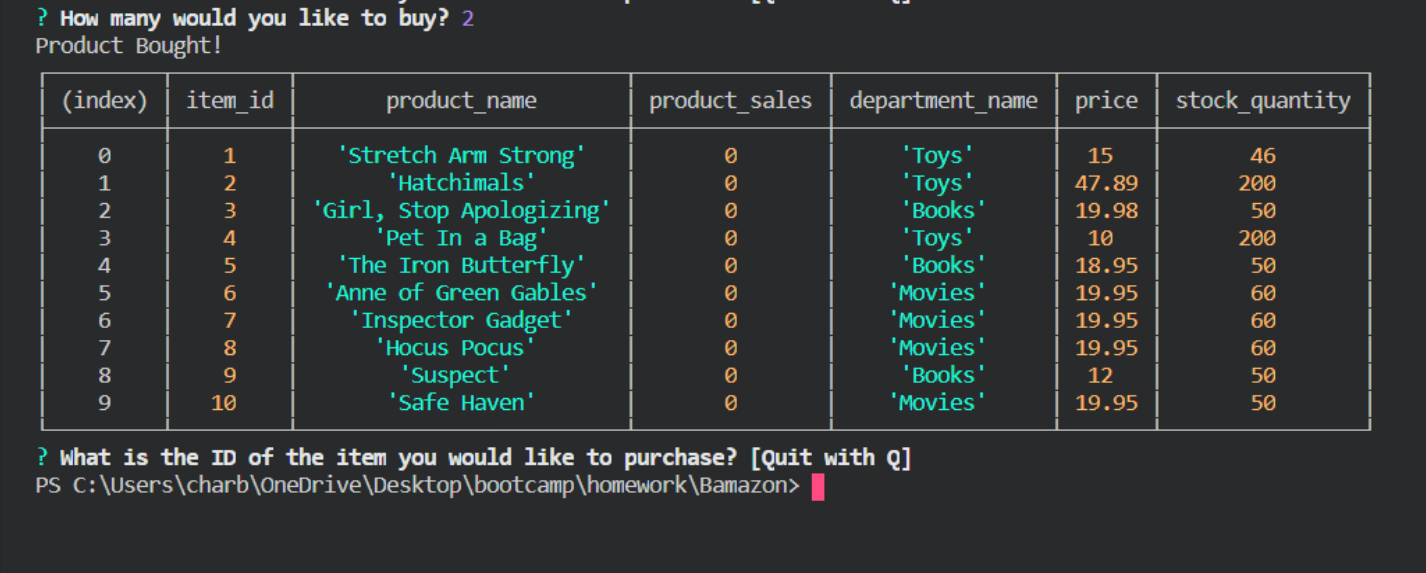 ? How many would you like to buy? 2
Product Bought!
(index) item_id product_name product_sales department_name price stock_quantity
0 1 'Stretch Arm Strong' 0 'Toys' 15 46
1 2 'Hatchimals' 0 'Toys' 47.89 200
2 3 'Girl, Stop Apologizing' 0 'Books' 19.98 50
3 4 'Pet In a Bag' 0 'Toys' 10 200
4 5 'The Iron Butterfly' 0 'Books' 18.95 50
5 6 'Anne of Green Gables' 0 'Movies' 19.95 60
6 7 'Inspector Gadget' 0 'Movies' 19.95 60
7 8 'Hocus Pocus' 0 'Movies' 19.95 60
8 9 'Suspect' 0 'Books' 12 50
9 10 'Safe Haven' 0 'Movies' 19.95 50
? What is the ID of the item you would like to purchase? [Quit with Q]
PS C:\Users\charb\OneDrive\Desktop\bootcamp\homework\Bamazon>